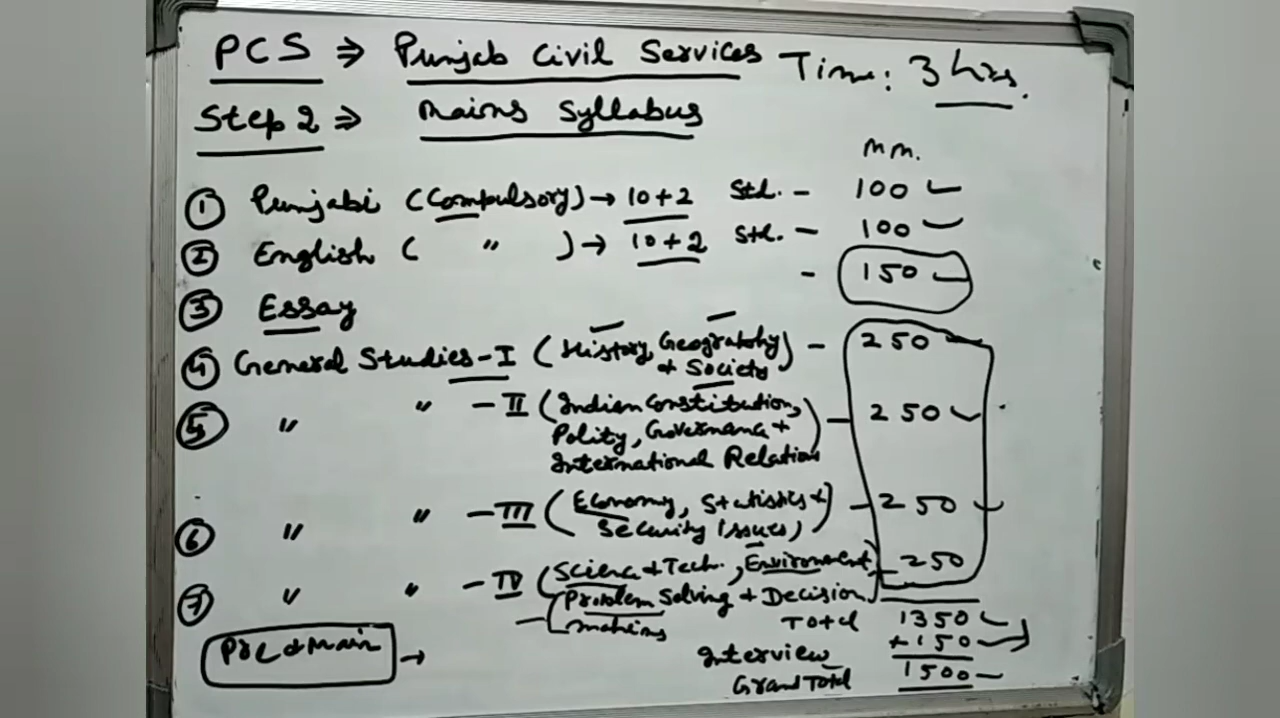 PCS ⇒ Punjab Civil Services Time: 3 hrs.
Step 2 ⇒ Mains Syllabus
M.M.
① Punjabi (Compulsory) → 10+2 Std. - 100
② English ( " ) → 10+2 Std. - 100
③ Essay - 150
④ General Studies - I (History, Geography + Society) - 250
⑤ " " - II (Indian Constitution, Polity, Governance + International Relation) - 250
⑥ " " - III (Economy, Statistics + Security Issues,) - 250
⑦ " " - IV (Science + Tech., Environment, Problem Solving + Decision making) - 250
Total 1350
Interview +150
Grand Total 1500
Pre & Main →